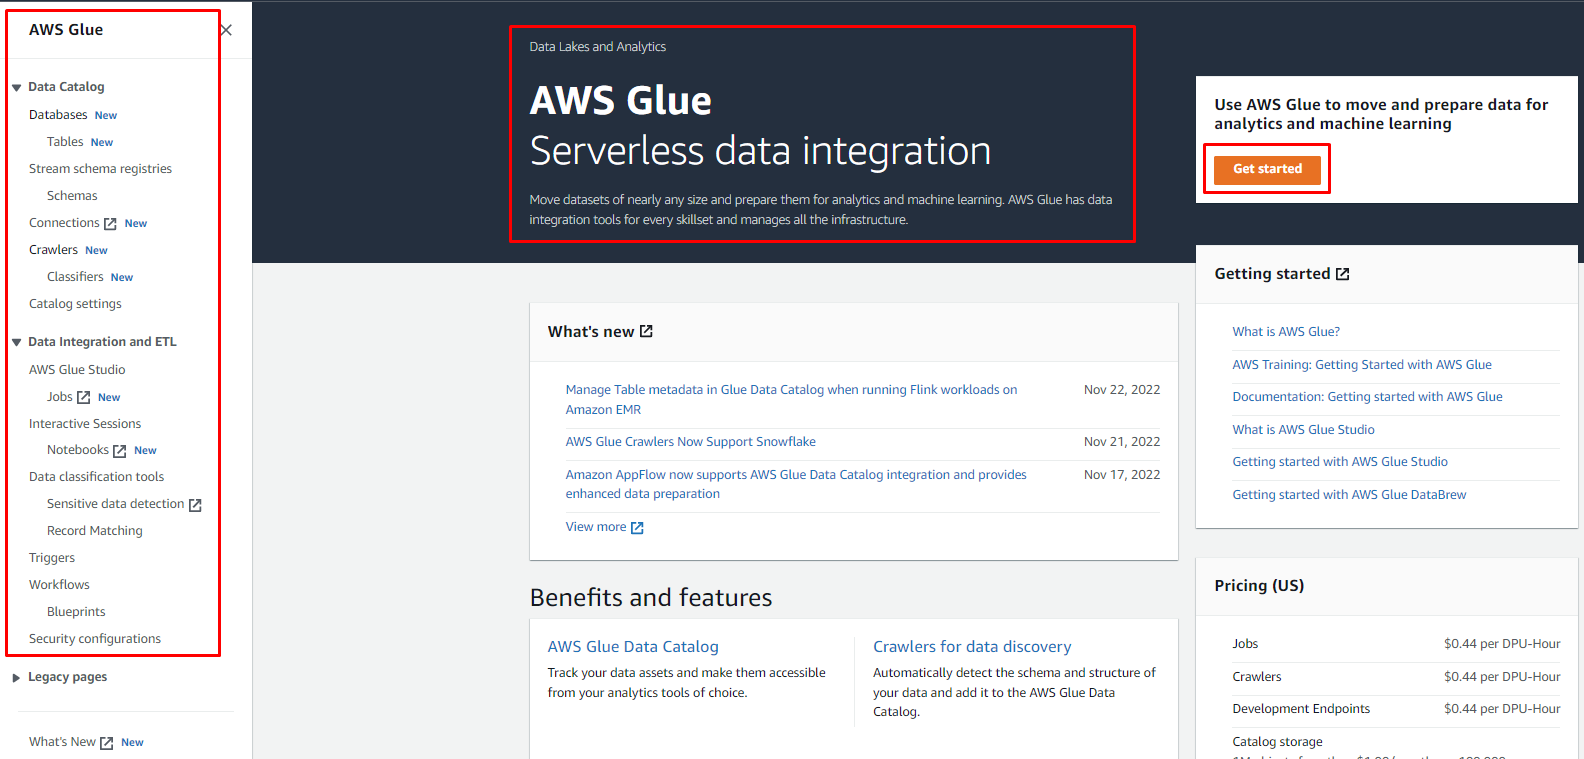 AWS Glue
Data Catalog
Databases New
Tables New
Stream schema registries
Schemas
Connections New
Crawlers New
Classifiers New
Catalog settings
Data Integration and ETL
AWS Glue Studio
Jobs New
Interactive Sessions
Notebooks New
Data classification tools
Sensitive data detection
Record Matching
Triggers
Workflows
Blueprints
Security configurations
Legacy pages
What's New New
Data Lakes and Analytics
AWS Glue
Serverless data integration
Move datasets of nearly any size and prepare them for analytics and machine learning. AWS Glue has data
integration tools for every skillset and manages all the infrastructure.
Use AWS Glue to move and prepare data for
analytics and machine learning
Get started
What's new
Manage Table metadata in Glue Data Catalog when running Flink workloads on Nov 22, 2022
Amazon EMR
AWS Glue Crawlers Now Support Snowflake Nov 21, 2022
Amazon AppFlow now supports AWS Glue Data Catalog integration and provides Nov 17, 2022
enhanced data preparation
View more
Benefits and features
AWS Glue Data Catalog
Track your data assets and make them accessible
from your analytics tools of choice.
Crawlers for data discovery
Automatically detect the schema and structure of
your data and add it to the AWS Glue Data
Catalog.
Getting started
What is AWS Glue?
AWS Training: Getting Started with AWS Glue
Documentation: Getting started with AWS Glue
What is AWS Glue Studio
Getting started with AWS Glue Studio
Getting started with AWS Glue DataBrew
Pricing (US)
Jobs $0.44 per DPU-Hour
Crawlers $0.44 per DPU-Hour
Development Endpoints $0.44 per DPU-Hour
Catalog storage